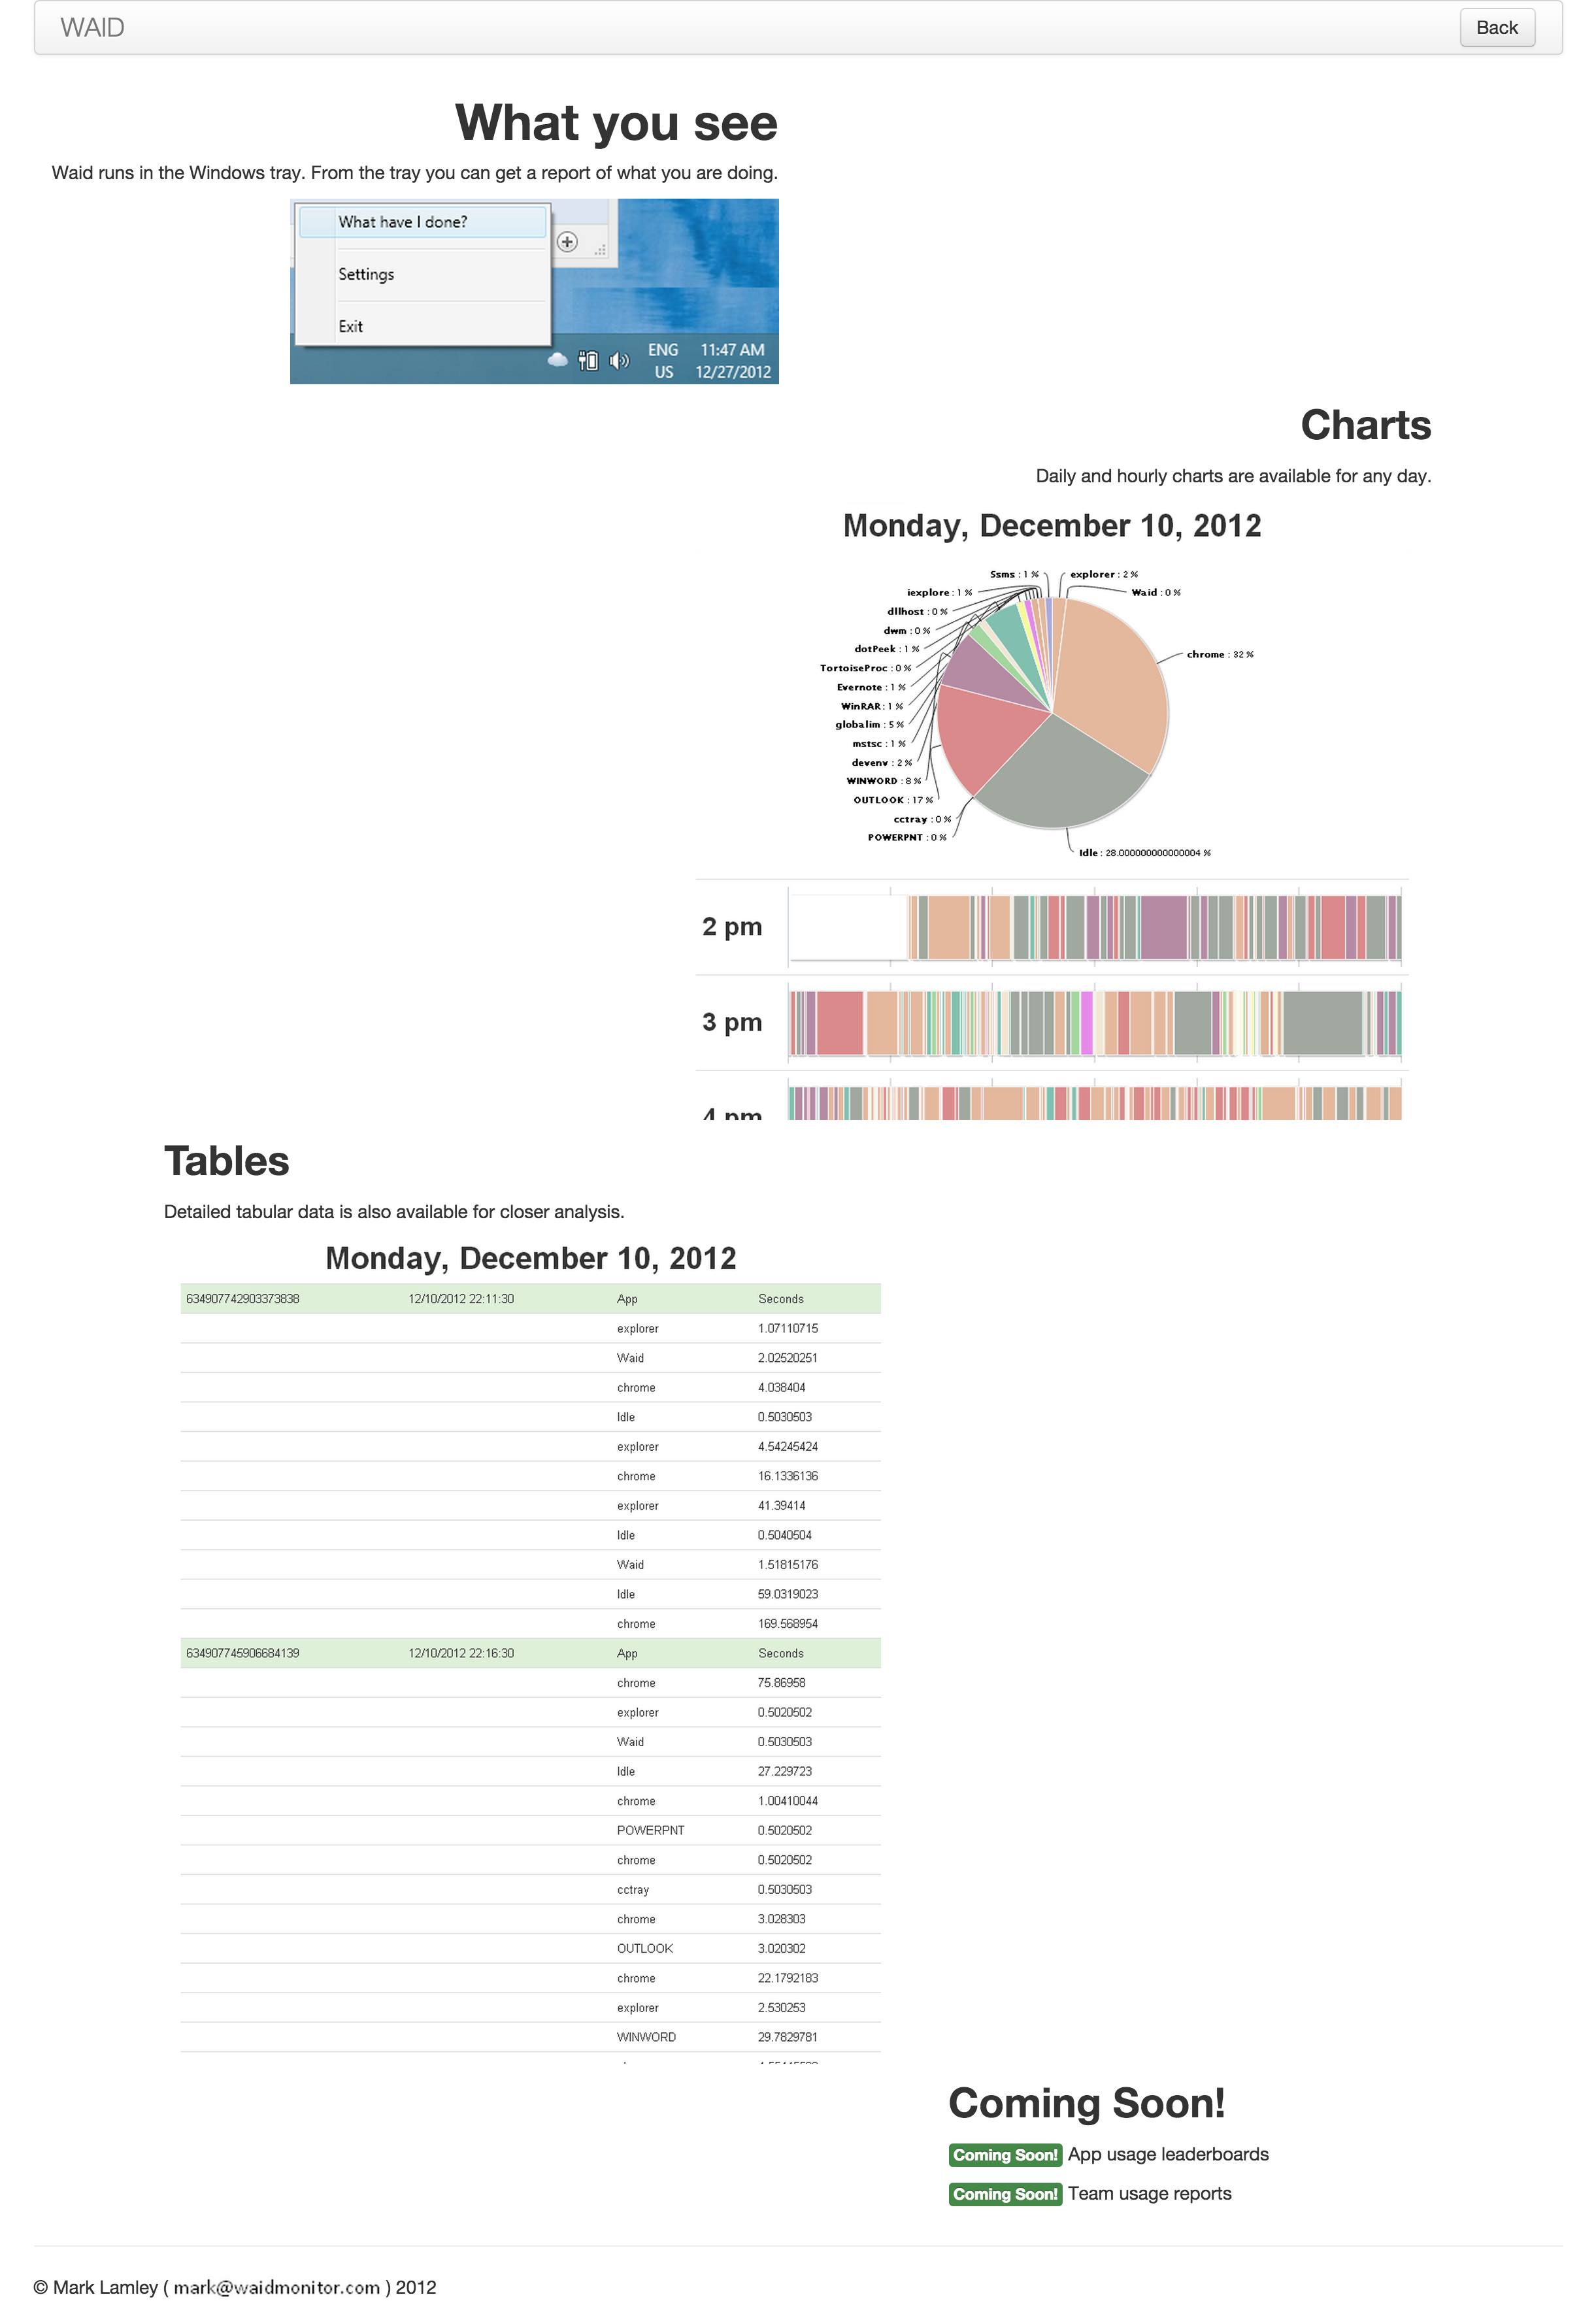 WAID
Back
What you see
Waid runs in the Windows tray. From the tray you can get a report of what you are doing.
What have I done?
Settings
Exit
ENG 11:47 AM
US 12/27/2012
Charts
Daily and hourly charts are available for any day.
Monday, December 10, 2012
Ssms : 1 %
explorer : 2 %
iexplore : 1 %
Waid : 0 %
dllhost : 0 %
dwm : 0 %
dotPeek : 1 %
chrome : 32 %
TortoiseProc : 0 %
Evernote : 1 %
WinRAR : 1 %
globalim : 5 %
mstsc : 1 %
devenv : 2 %
WINWORD : 8 %
OUTLOOK : 17 %
cctray : 0 %
POWERPNT : 0 %
Idle : 28.000000000000004 %
2 pm
3 pm
4 pm
Tables
Detailed tabular data is also available for closer analysis.
Monday, December 10, 2012
634907742903373838 12/10/2012 22:11:30 App Seconds
explorer 1.07110715
Waid 2.02520251
chrome 4.038404
Idle 0.5030503
explorer 4.54245424
chrome 16.1336136
explorer 41.39414
Idle 0.5040504
Waid 1.51815176
Idle 59.0319023
chrome 169.568954
634907745906684139 12/10/2012 22:16:30 App Seconds
chrome 75.86958
explorer 0.5020502
Waid 0.5030503
Idle 27.229723
chrome 1.00410044
POWERPNT 0.5020502
chrome 0.5020502
cctray 0.5030503
chrome 3.028303
OUTLOOK 3.020302
chrome 22.1792183
explorer 2.530253
WINWORD 29.7829781
Coming Soon!
Coming Soon! App usage leaderboards
Coming Soon! Team usage reports
© Mark Lamley ( mark@waidmonitor.com ) 2012